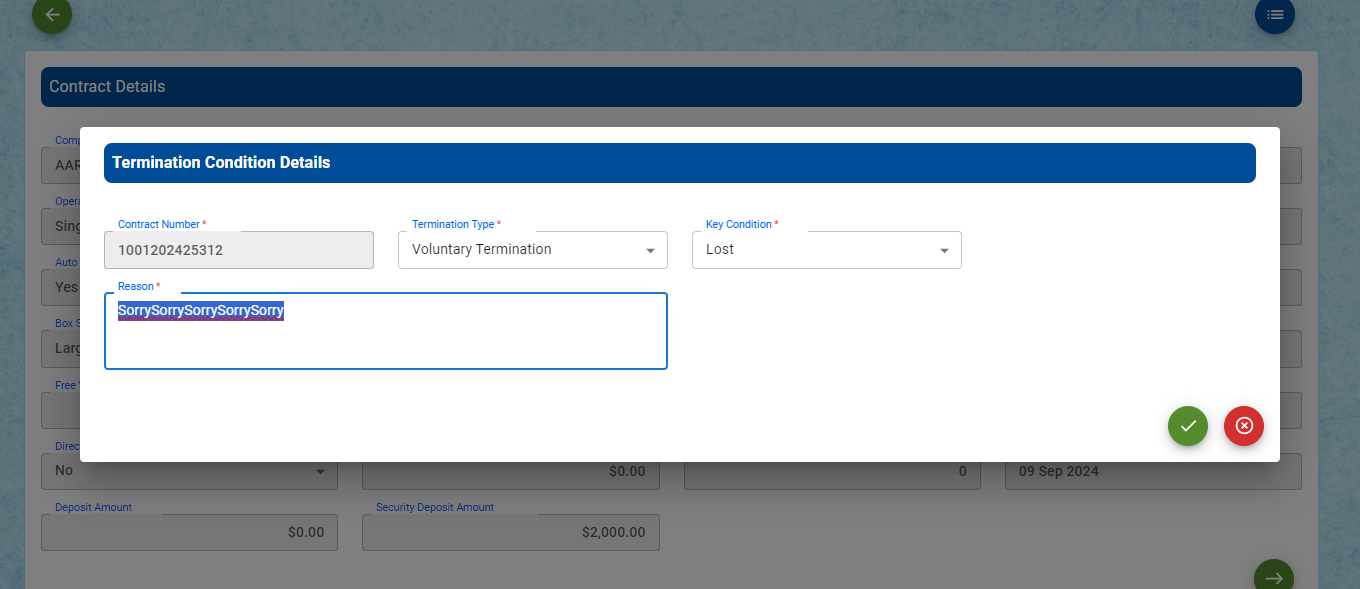 Contract Details
Comp
AAR
Termination Condition Details
Opera
Sing
Contract Number *
Termination Type *
Key Condition *
1001202425312
Voluntary Termination
Lost
Auto
Yes
Reason *
SorrySorrySorrySorrySorry
Box S
Larg
Free
Direc
No
$0.00
0
09 Sep 2024
Deposit Amount
Security Deposit Amount
$0.00
$2,000.00